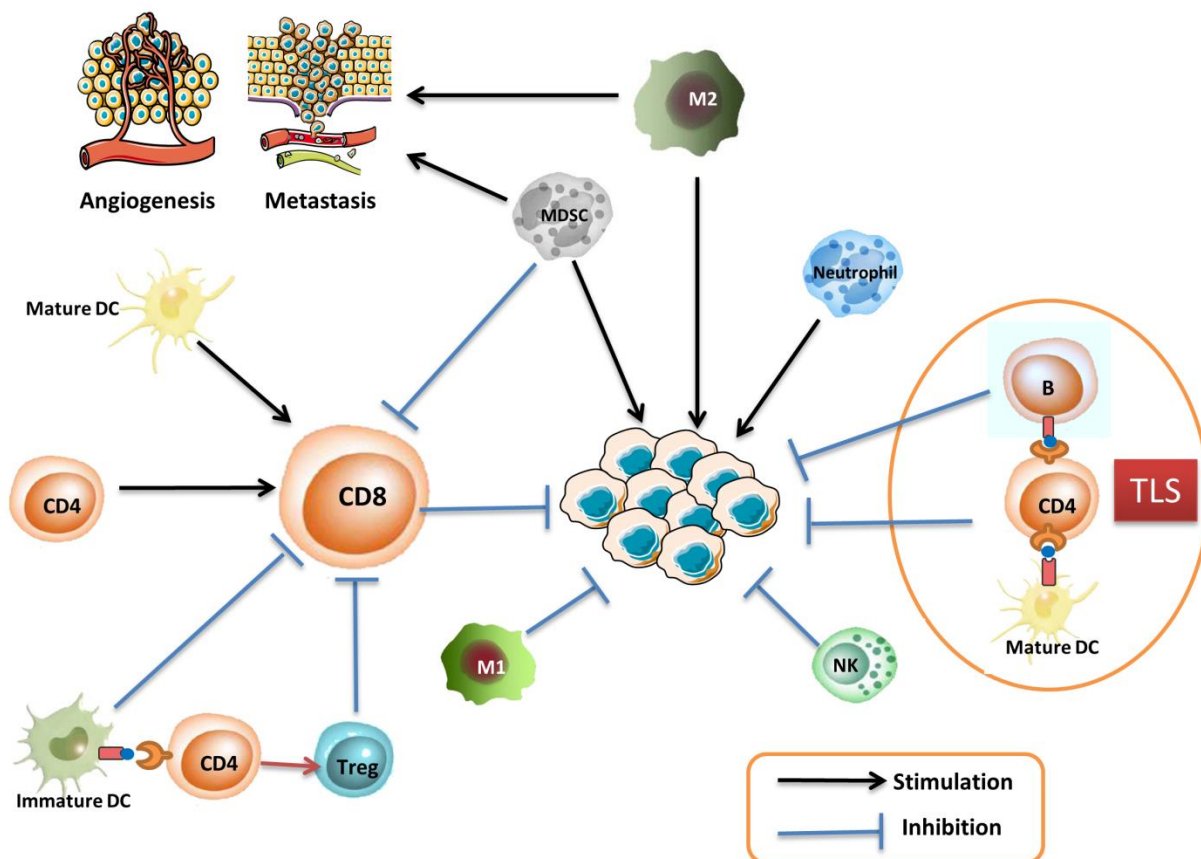 M2
Angiogenesis
Metastasis
MDSC
Neutrophil
Mature DC
B
CD4
CD8
CD4
TLS
M1
NK
Mature DC
Immature DC
CD4
Treg
Stimulation
Inhibition